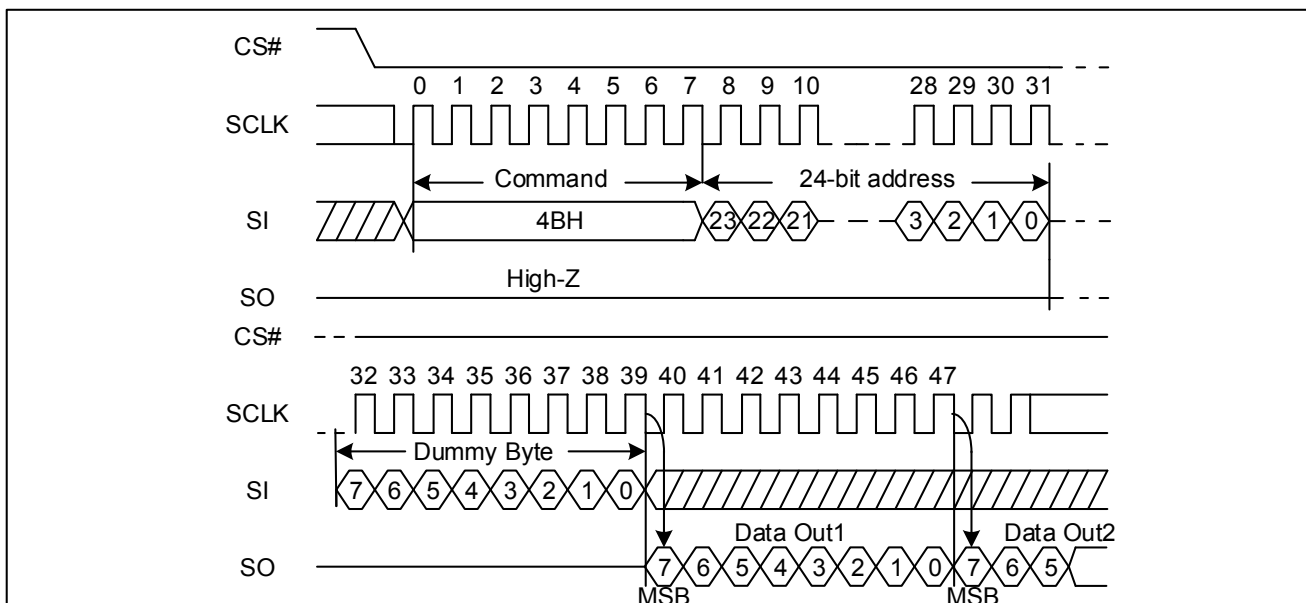 CS#
0 1 2 3 4 5 6 7 8 9 10 28 29 30 31
SCLK
Command 24-bit address
SI 4BH 23 22 21 3 2 1 0
High-Z
SO
CS#
32 33 34 35 36 37 38 39 40 41 42 43 44 45 46 47
SCLK
Dummy Byte
SI 7 6 5 4 3 2 1 0
Data Out1 Data Out2
SO 7 6 5 4 3 2 1 0 7 6 5
MSB MSB